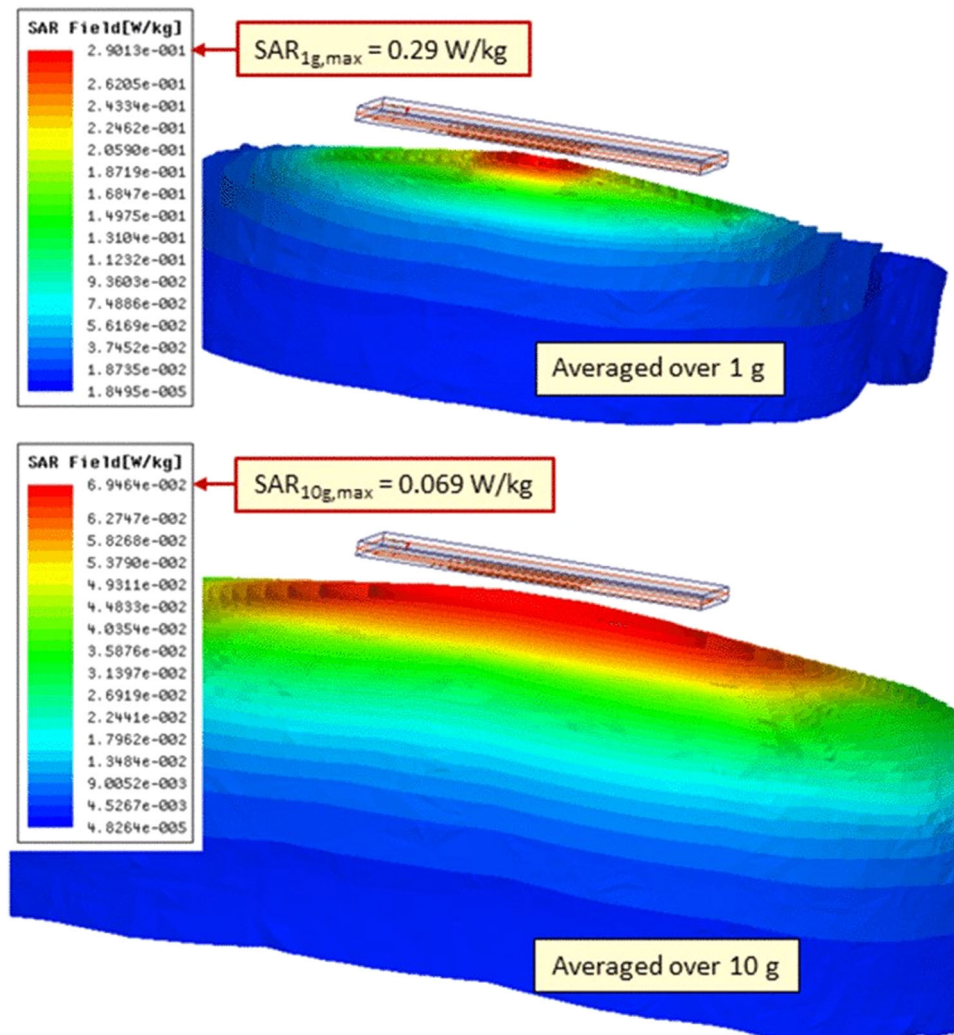 SAR Field[W/kg]
2.9013e-001
2.6205e-001
2.4334e-001
2.2462e-001
2.0590e-001
1.8719e-001
1.6847e-001
1.4975e-001
1.3104e-001
1.1232e-001
9.3603e-002
7.4886e-002
5.6169e-002
3.7452e-002
1.8735e-002
1.8495e-005
SAR1g,max = 0.29 W/kg
Averaged over 1 g
SAR Field[W/kg]
6.9464e-002
6.2747e-002
5.8268e-002
5.3790e-002
4.9311e-002
4.4833e-002
4.0354e-002
3.5876e-002
3.1397e-002
2.6919e-002
2.2441e-002
1.7962e-002
1.3484e-002
9.0052e-003
4.5267e-003
4.8264e-005
SAR10g,max = 0.069 W/kg
Averaged over 10 g